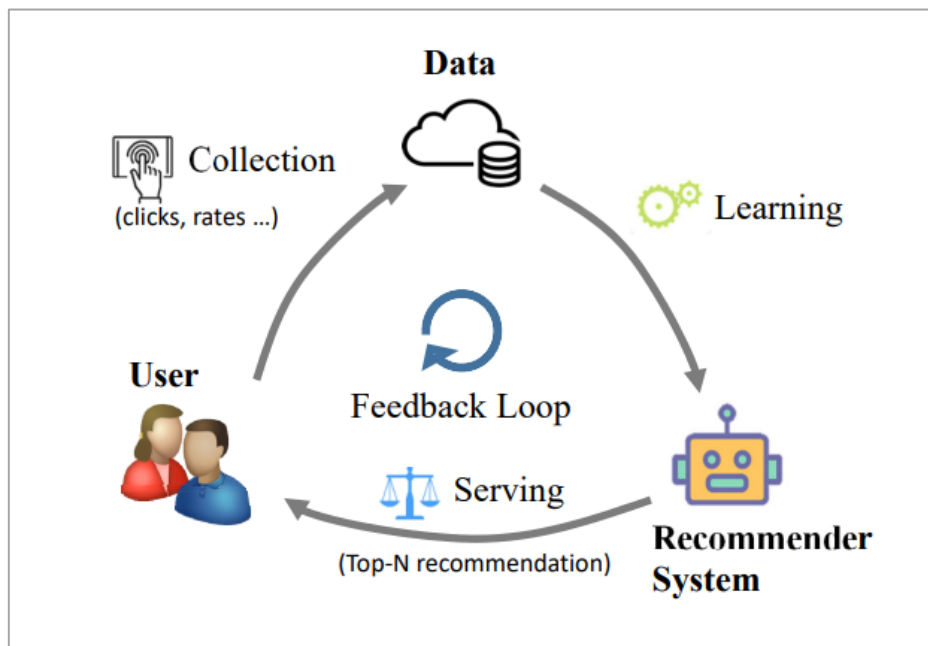 Data
Collection
(clicks, rates ...)
Learning
User
Feedback Loop
Serving
(Top-N recommendation)
Recommender
System